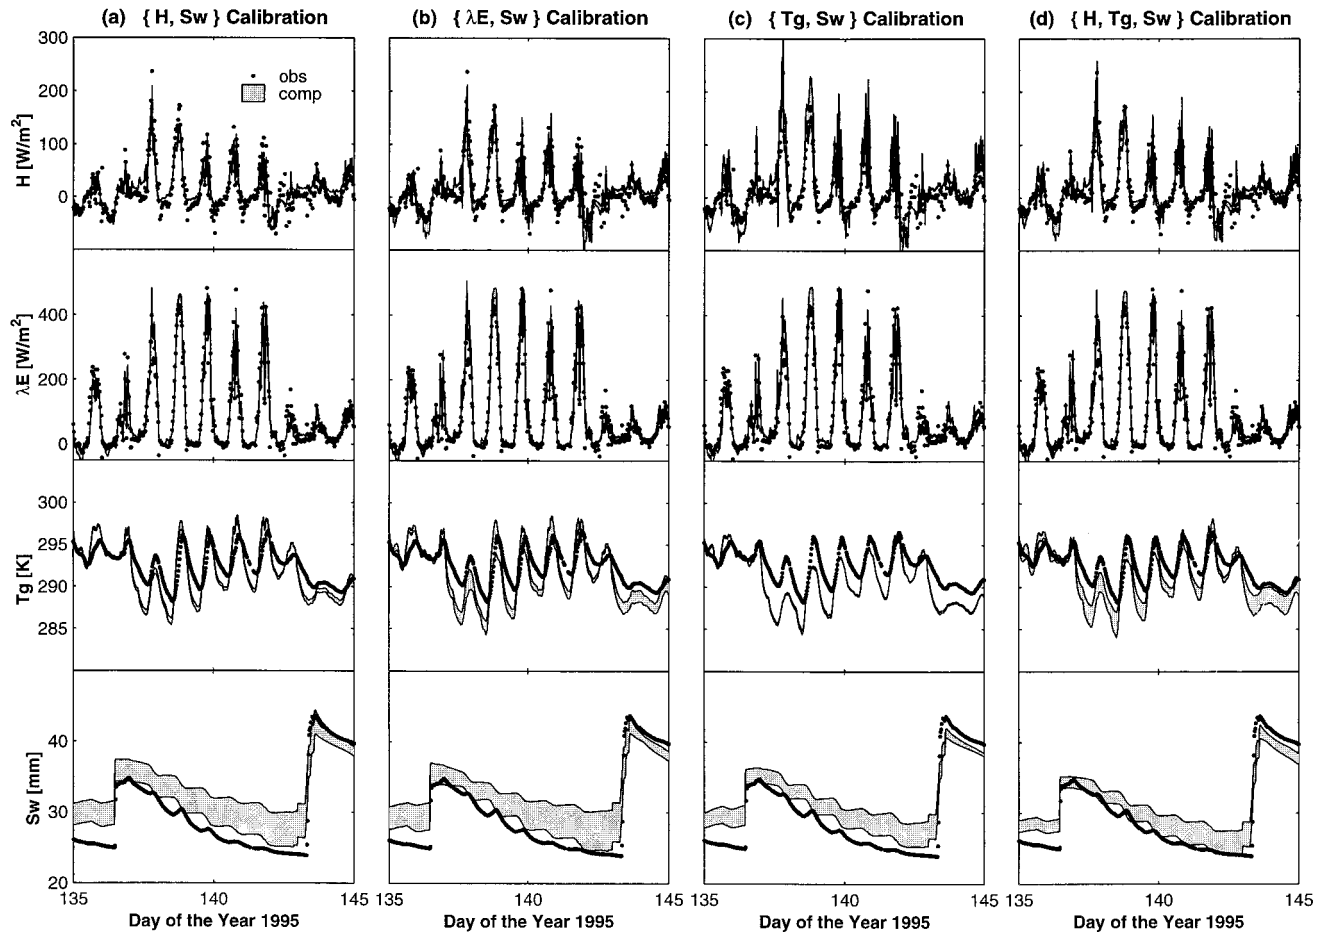 (a) { H, Sw } Calibration
(b) { λE, Sw } Calibration
(c) { Tg, Sw } Calibration
(d) { H, Tg, Sw } Calibration
300
200
100
0
H [W/m²]
obs
comp
400
200
0
λE [W/m²]
300
295
290
285
Tg [K]
40
30
20
Sw [mm]
135 140 145
135 140 145
135 140 145
135 140 145
Day of the Year 1995
Day of the Year 1995
Day of the Year 1995
Day of the Year 1995